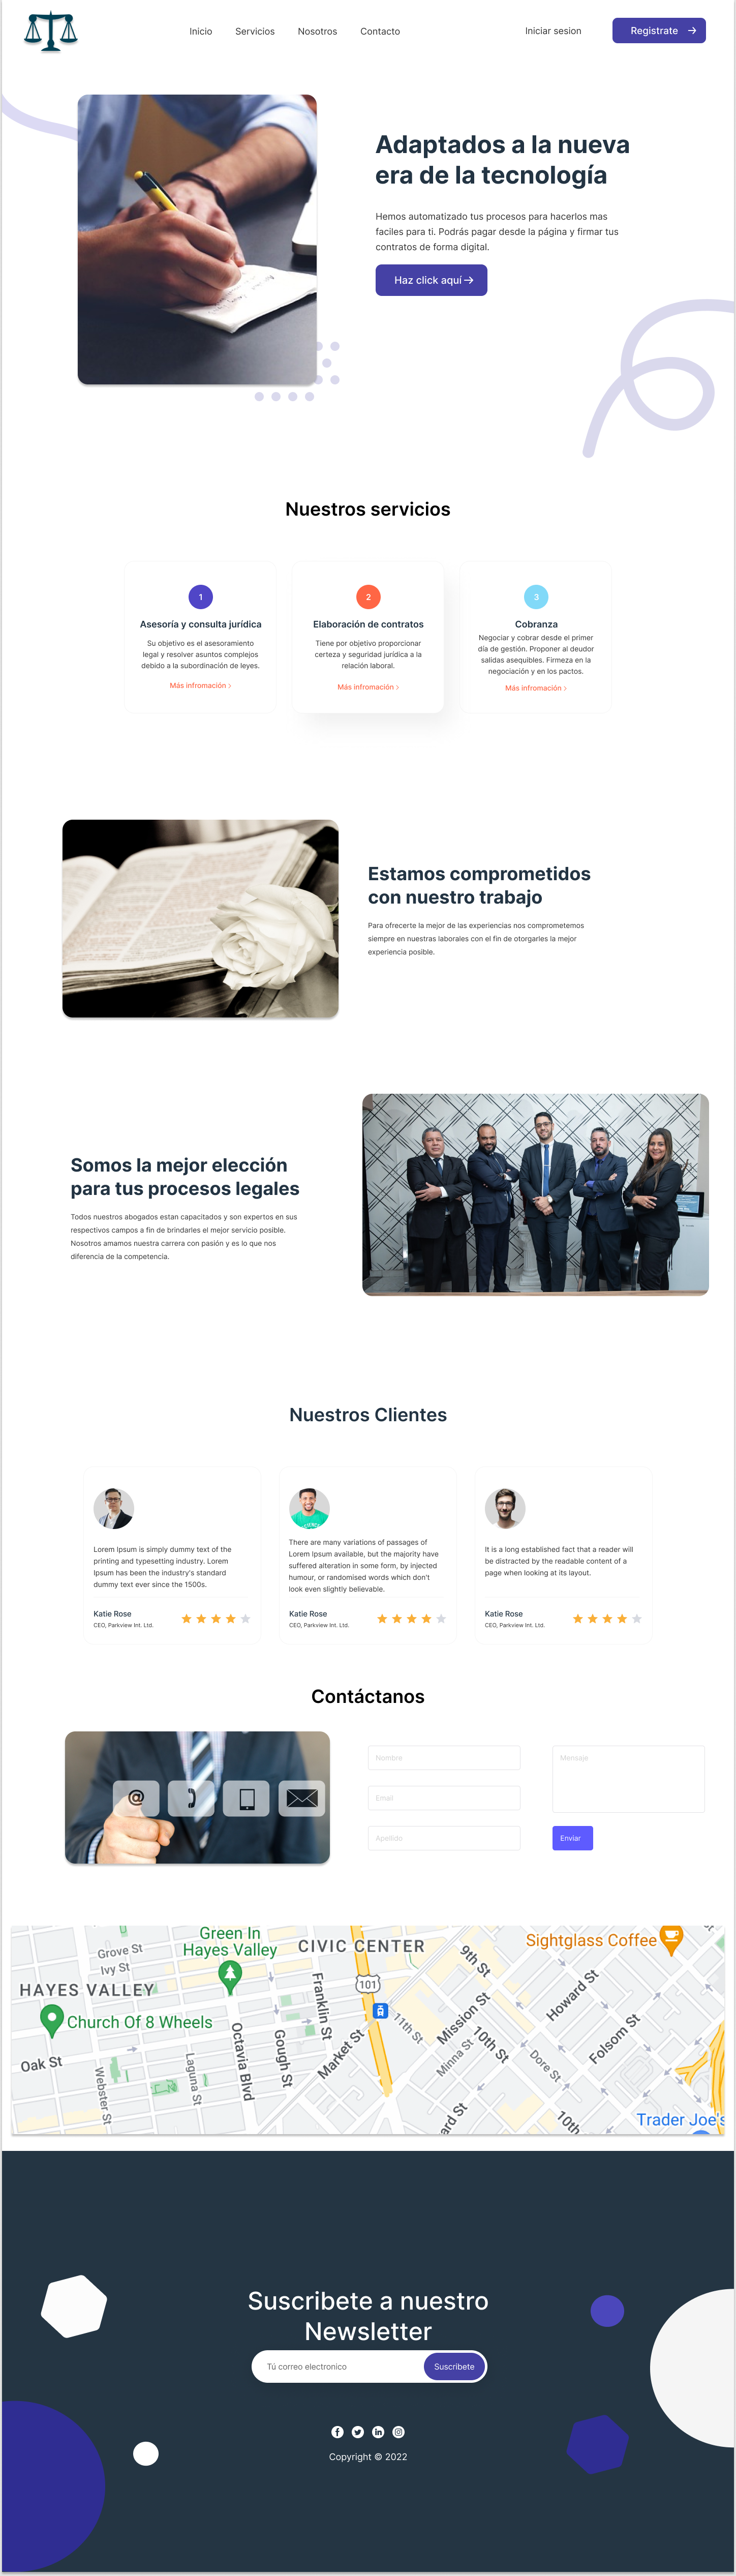 Inicio
Servicios
Nosotros
Contacto
Iniciar sesion
Registrate
Adaptados a la nueva
era de la tecnología
Hemos automatizado tus procesos para hacerlos mas
faciles para ti. Podrás pagar desde la página y firmar tus
contratos de forma digital.
Haz click aquí
Nuestros servicios
1
Asesoría y consulta jurídica
Su objetivo es el asesoramiento
legal y resolver asuntos complejos
debido a la subordinación de leyes.
Más infromación
2
Elaboración de contratos
Tiene por objetivo proporcionar
certeza y seguridad jurídica a la
relación laboral.
Más infromación
3
Cobranza
Negociar y cobrar desde el primer
día de gestión. Proponer al deudor
salidas asequibles. Firmeza en la
negociación y en los pactos.
Más infromación
Estamos comprometidos
con nuestro trabajo
Para ofrecerte la mejor de las experiencias nos comprometemos
siempre en nuestras laborales con el fin de otorgarles la mejor
experiencia posible.
Somos la mejor elección
para tus procesos legales
Todos nuestros abogados estan capacitados y son expertos en sus
respectivos campos a fin de brindarles el mejor servicio posible.
Nosotros amamos nuestra carrera con pasión y es lo que nos
diferencia de la competencia.
Nuestros Clientes
Lorem Ipsum is simply dummy text of the
printing and typesetting industry. Lorem
Ipsum has been the industry's standard
dummy text ever since the 1500s.
Katie Rose
CEO, Parkview Int. Ltd.
There are many variations of passages of
Lorem Ipsum available, but the majority have
suffered alteration in some form, by injected
humour, or randomised words which don't
look even slightly believable.
Katie Rose
CEO, Parkview Int. Ltd.
It is a long established fact that a reader will
be distracted by the readable content of a
page when looking at its layout.
Katie Rose
CEO, Parkview Int. Ltd.
Contáctanos
@
Nombre
Email
Apellido
Mensaje
Enviar
Green In
Hayes Valley
Grove St
Ivy St
CIVIC CENTER
Sightglass Coffee
9th St
HAYES VALLEY
101
Church Of 8 Wheels
Franklin St
11th St
Mission St
Howard St
Oak St
Octavia Blvd
Gough St
Market St
10th St
Minna St
Folsom St
Dore St
Laguna St
Webster St
ard St
10th
Trader Joe's
Suscribete a nuestro
Newsletter
Tú correo electronico
Suscribete
Copyright © 2022